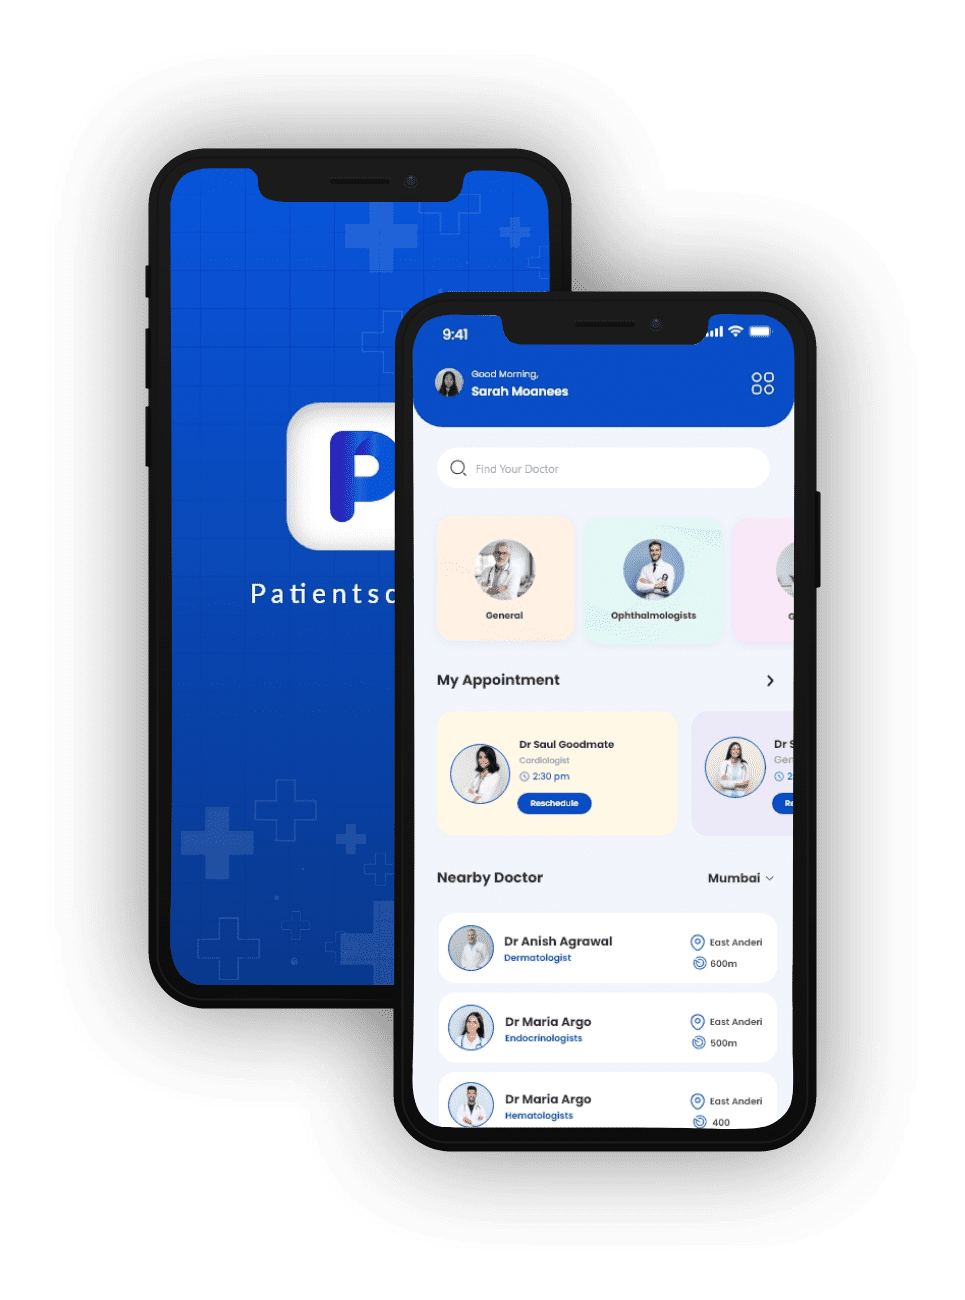 Patientsc
9:41
Good Morning,
Sarah Moanees
Find Your Doctor
General
Ophthalmologists
G
My Appointment
Dr Saul Goodmate
Cardiologist
2:30 pm
Reschedule
Dr S
Gen
2:
Re
Nearby Doctor
Mumbai
Dr Anish Agrawal
Dermatologist
East Anderi
600m
Dr Maria Argo
Endocrinologists
East Anderi
500m
Dr Maria Argo
Hematologists
East Anderi
400